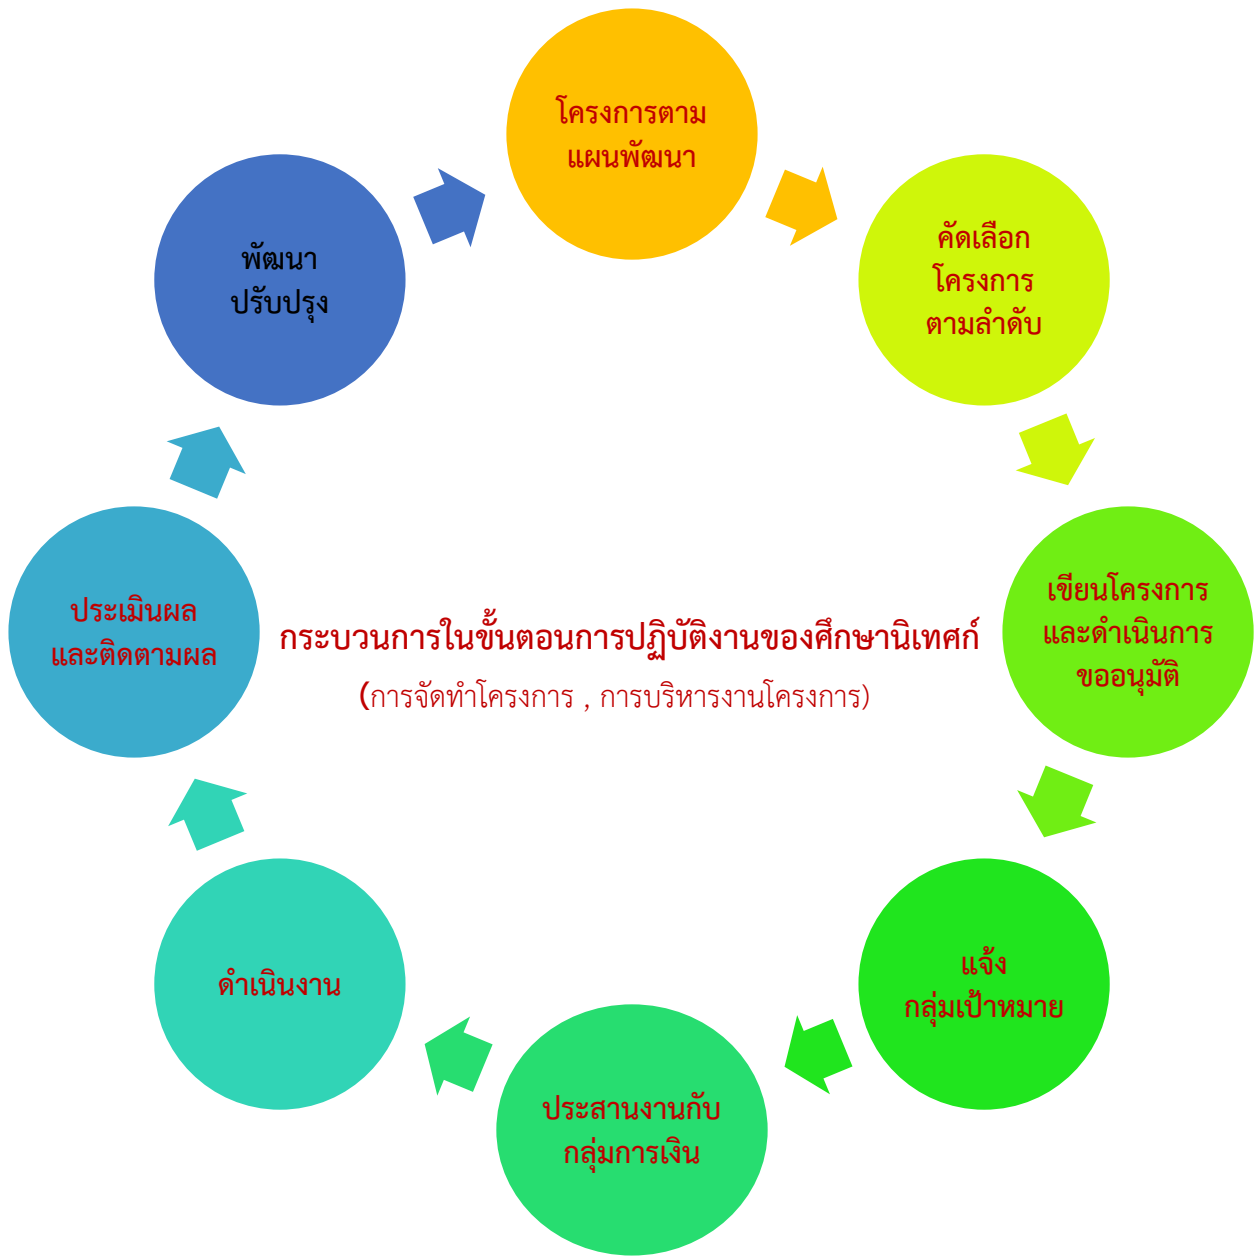 โครงการตาม
แผนพัฒนา
คัดเลือก
โครงการ
ตามลำดับ
เขียนโครงการ
และดำเนินการ
ขออนุมัติ
แจ้ง
กลุ่มเป้าหมาย
ประสานงานกับ
กลุ่มการเงิน
ดำเนินงาน
ประเมินผล
และติดตามผล
พัฒนา
ปรับปรุง
กระบวนการในขั้นตอนการปฏิบัติงานของศึกษานิเทศก์
(การจัดทำโครงการ , การบริหารงานโครงการ)